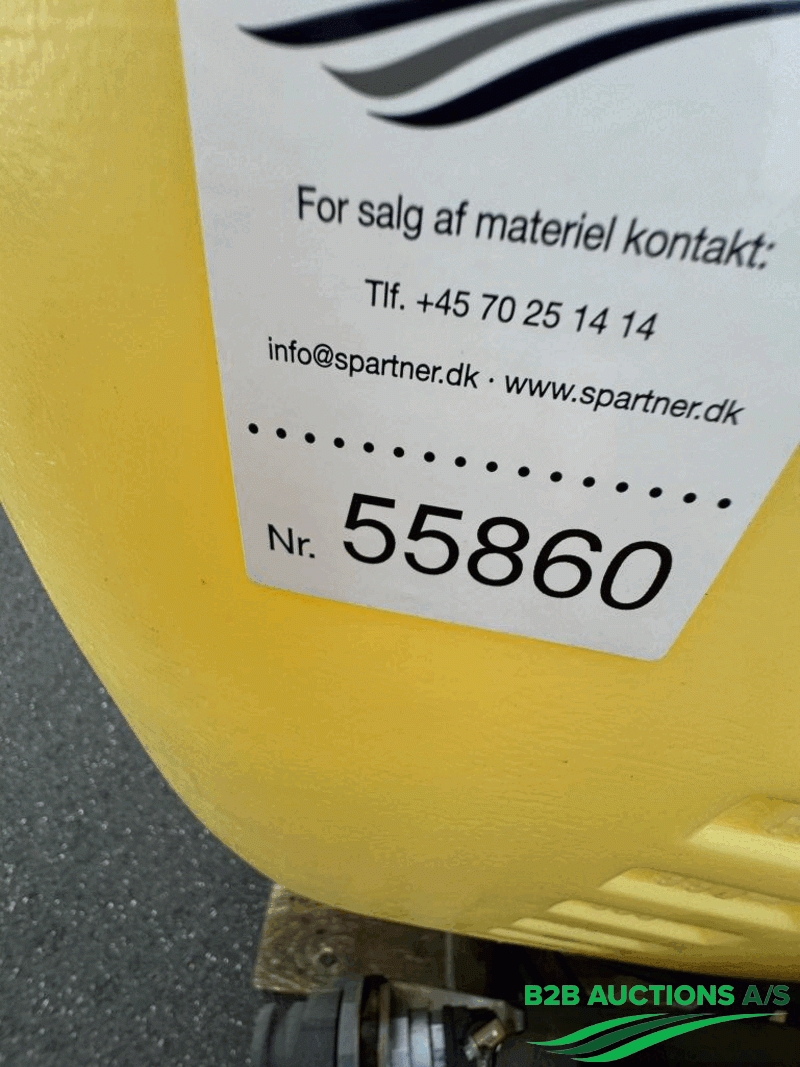 For salg af materiel kontakt:
Tlf. +45 70 25 14 14
info@spartner.dk · www.spartner.dk
Nr. 55860
B2B AUCTIONS A/S